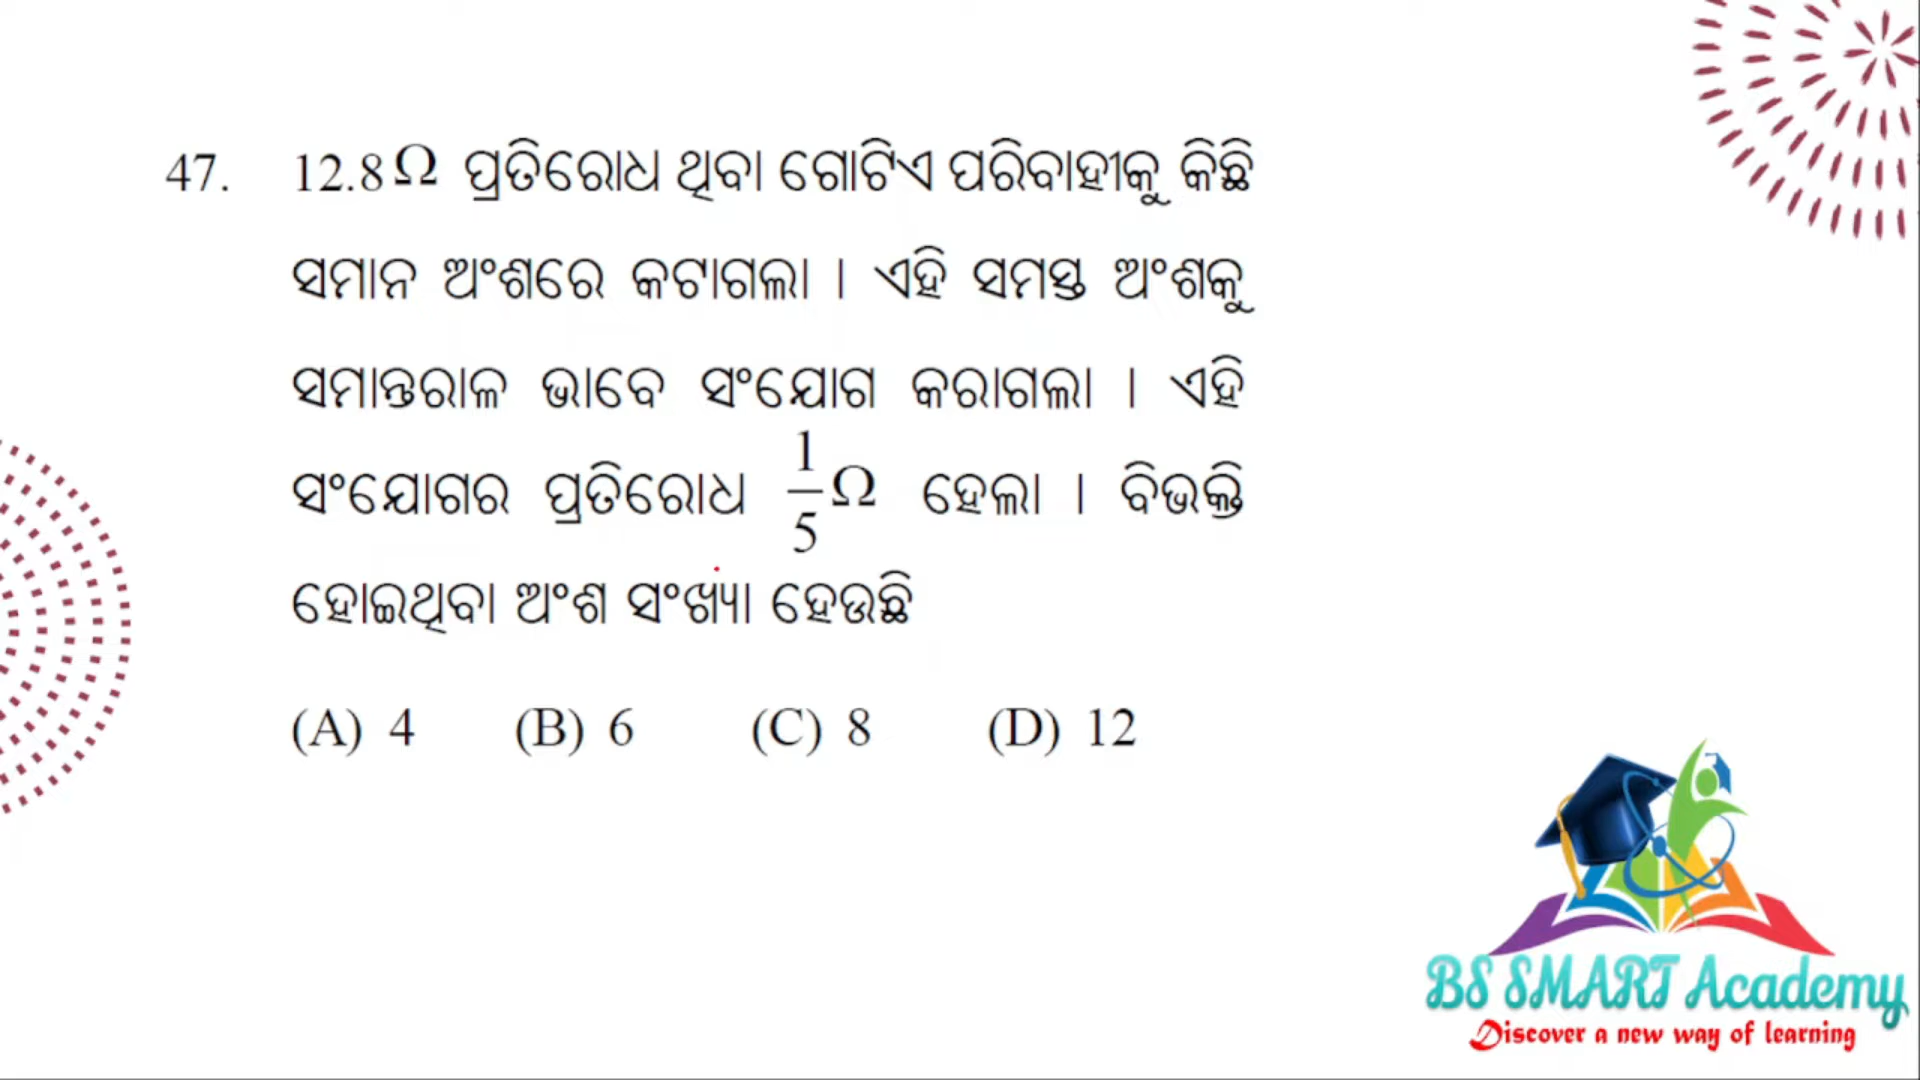 47. 12.8 Ω ପ୍ରତିରୋଧ ଥିବା ଗୋଟିଏ ପରିବାହୀକୁ କିଛି
ସମାନ ଅଂଶରେ କଟାଗଲା । ଏହି ସମସ୍ତ ଅଂଶକୁ
ସମାନ୍ତରାଳ ଭାବେ ସଂଯୋଗ କରାଗଲା । ଏହି
ସଂଯୋଗର ପ୍ରତିରୋଧ 1/5 Ω ହେଲା । ବିଭକ୍ତି
ହୋଇଥିବା ଅଂଶ ସଂଖ୍ୟା ହେଉଛି
(A) 4 (B) 6 (C) 8 (D) 12
BS SMART Academy
Discover a new way of learning